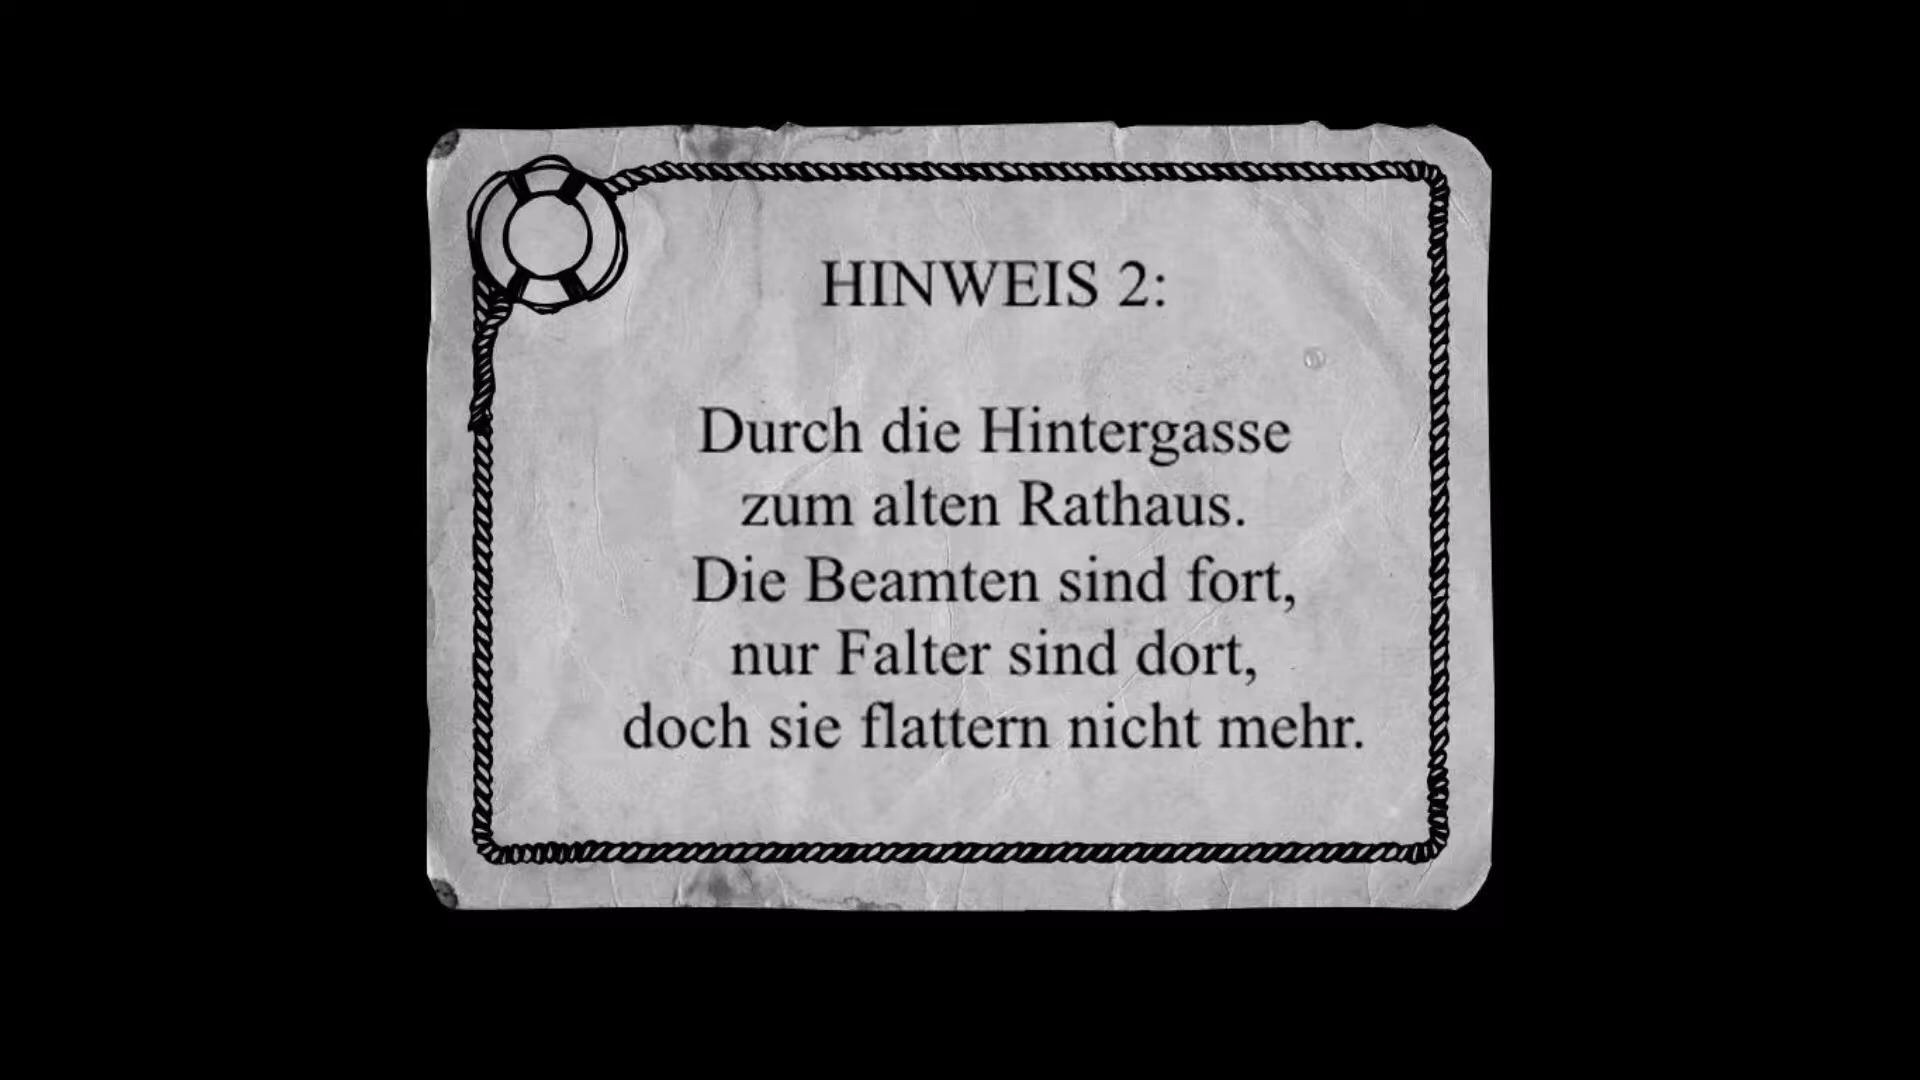 HINWEIS 2:
Durch die Hintergasse
zum alten Rathaus.
Die Beamten sind fort,
nur Falter sind dort,
doch sie flattern nicht mehr.